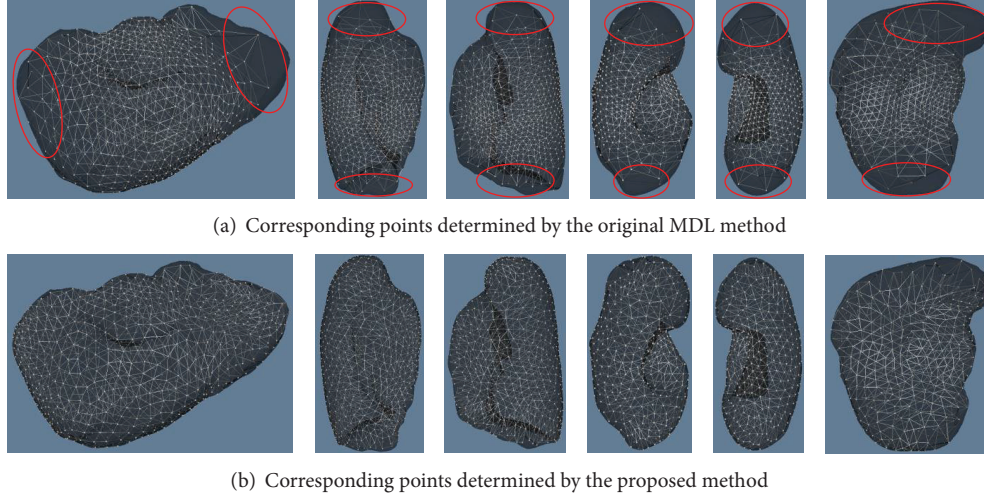 (a) Corresponding points determined by the original MDL method
(b) Corresponding points determined by the proposed method